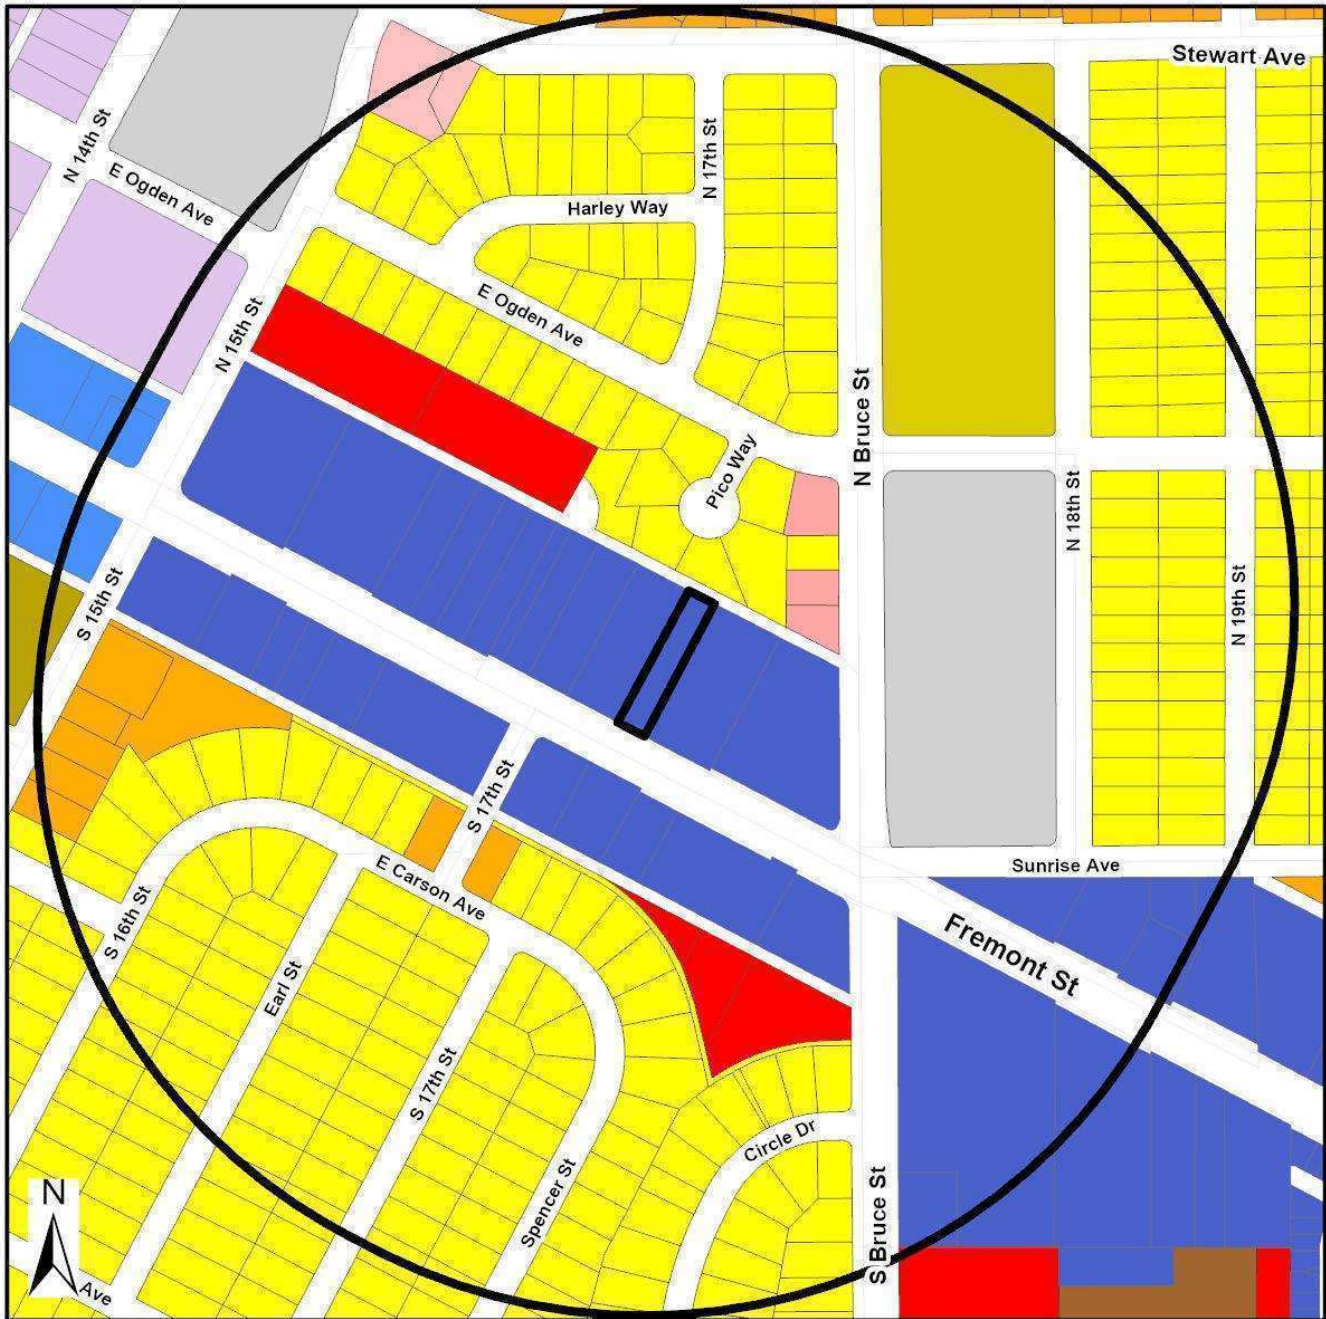 Stewart Ave
N 14th St
E Ogden Ave
N 17th St
Harley Way
N 15th St
E Ogden Ave
N Bruce St
Pico Way
N 18th St
N 19th St
S 15th St
S 17th St
Sunrise Ave
E Carson Ave
S 16th St
Fremont St
Earl St
S 17th St
Circle Dr
Spencer St
S Bruce St
N
Ave